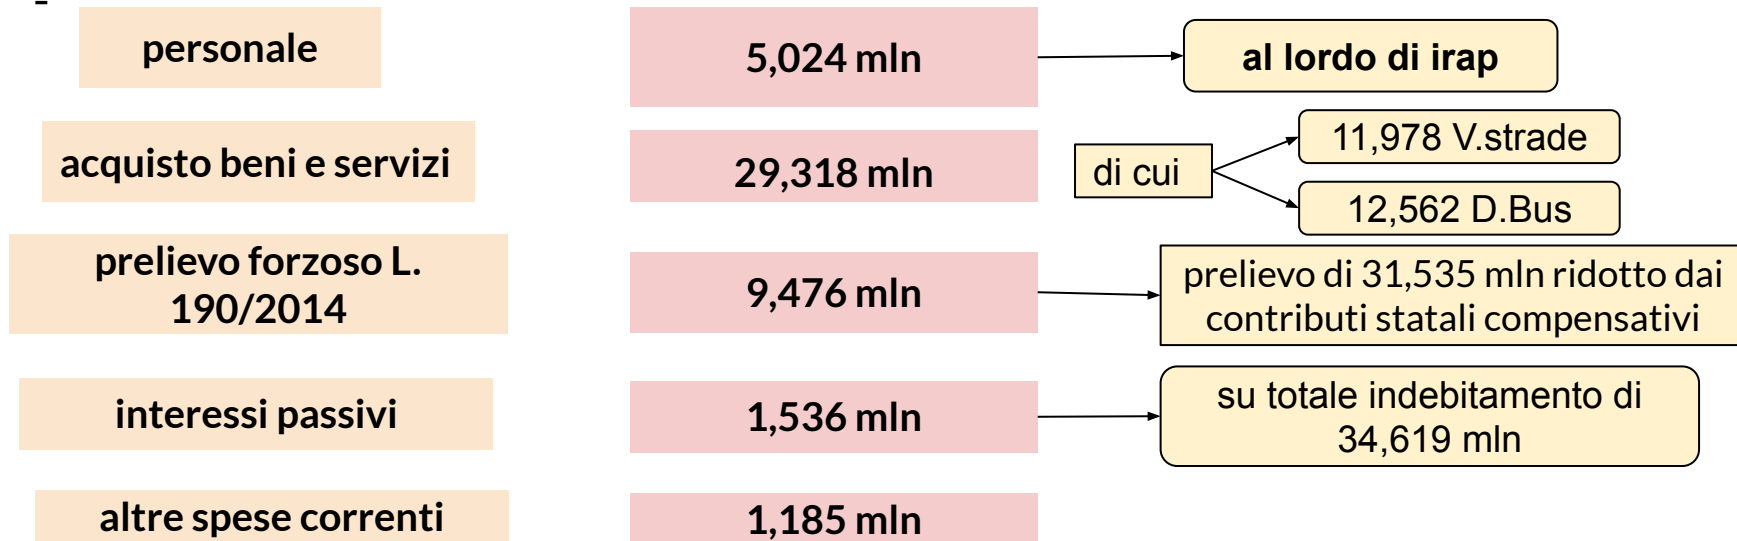 personale
5,024 mln
al lordo di irap
acquisto beni e servizi
29,318 mln
di cui
11,978 V.strade
12,562 D.Bus
prelievo forzoso L.
190/2014
9,476 mln
prelievo di 31,535 mln ridotto dai
contributi statali compensativi
interessi passivi
1,536 mln
su totale indebitamento di
34,619 mln
altre spese correnti
1,185 mln